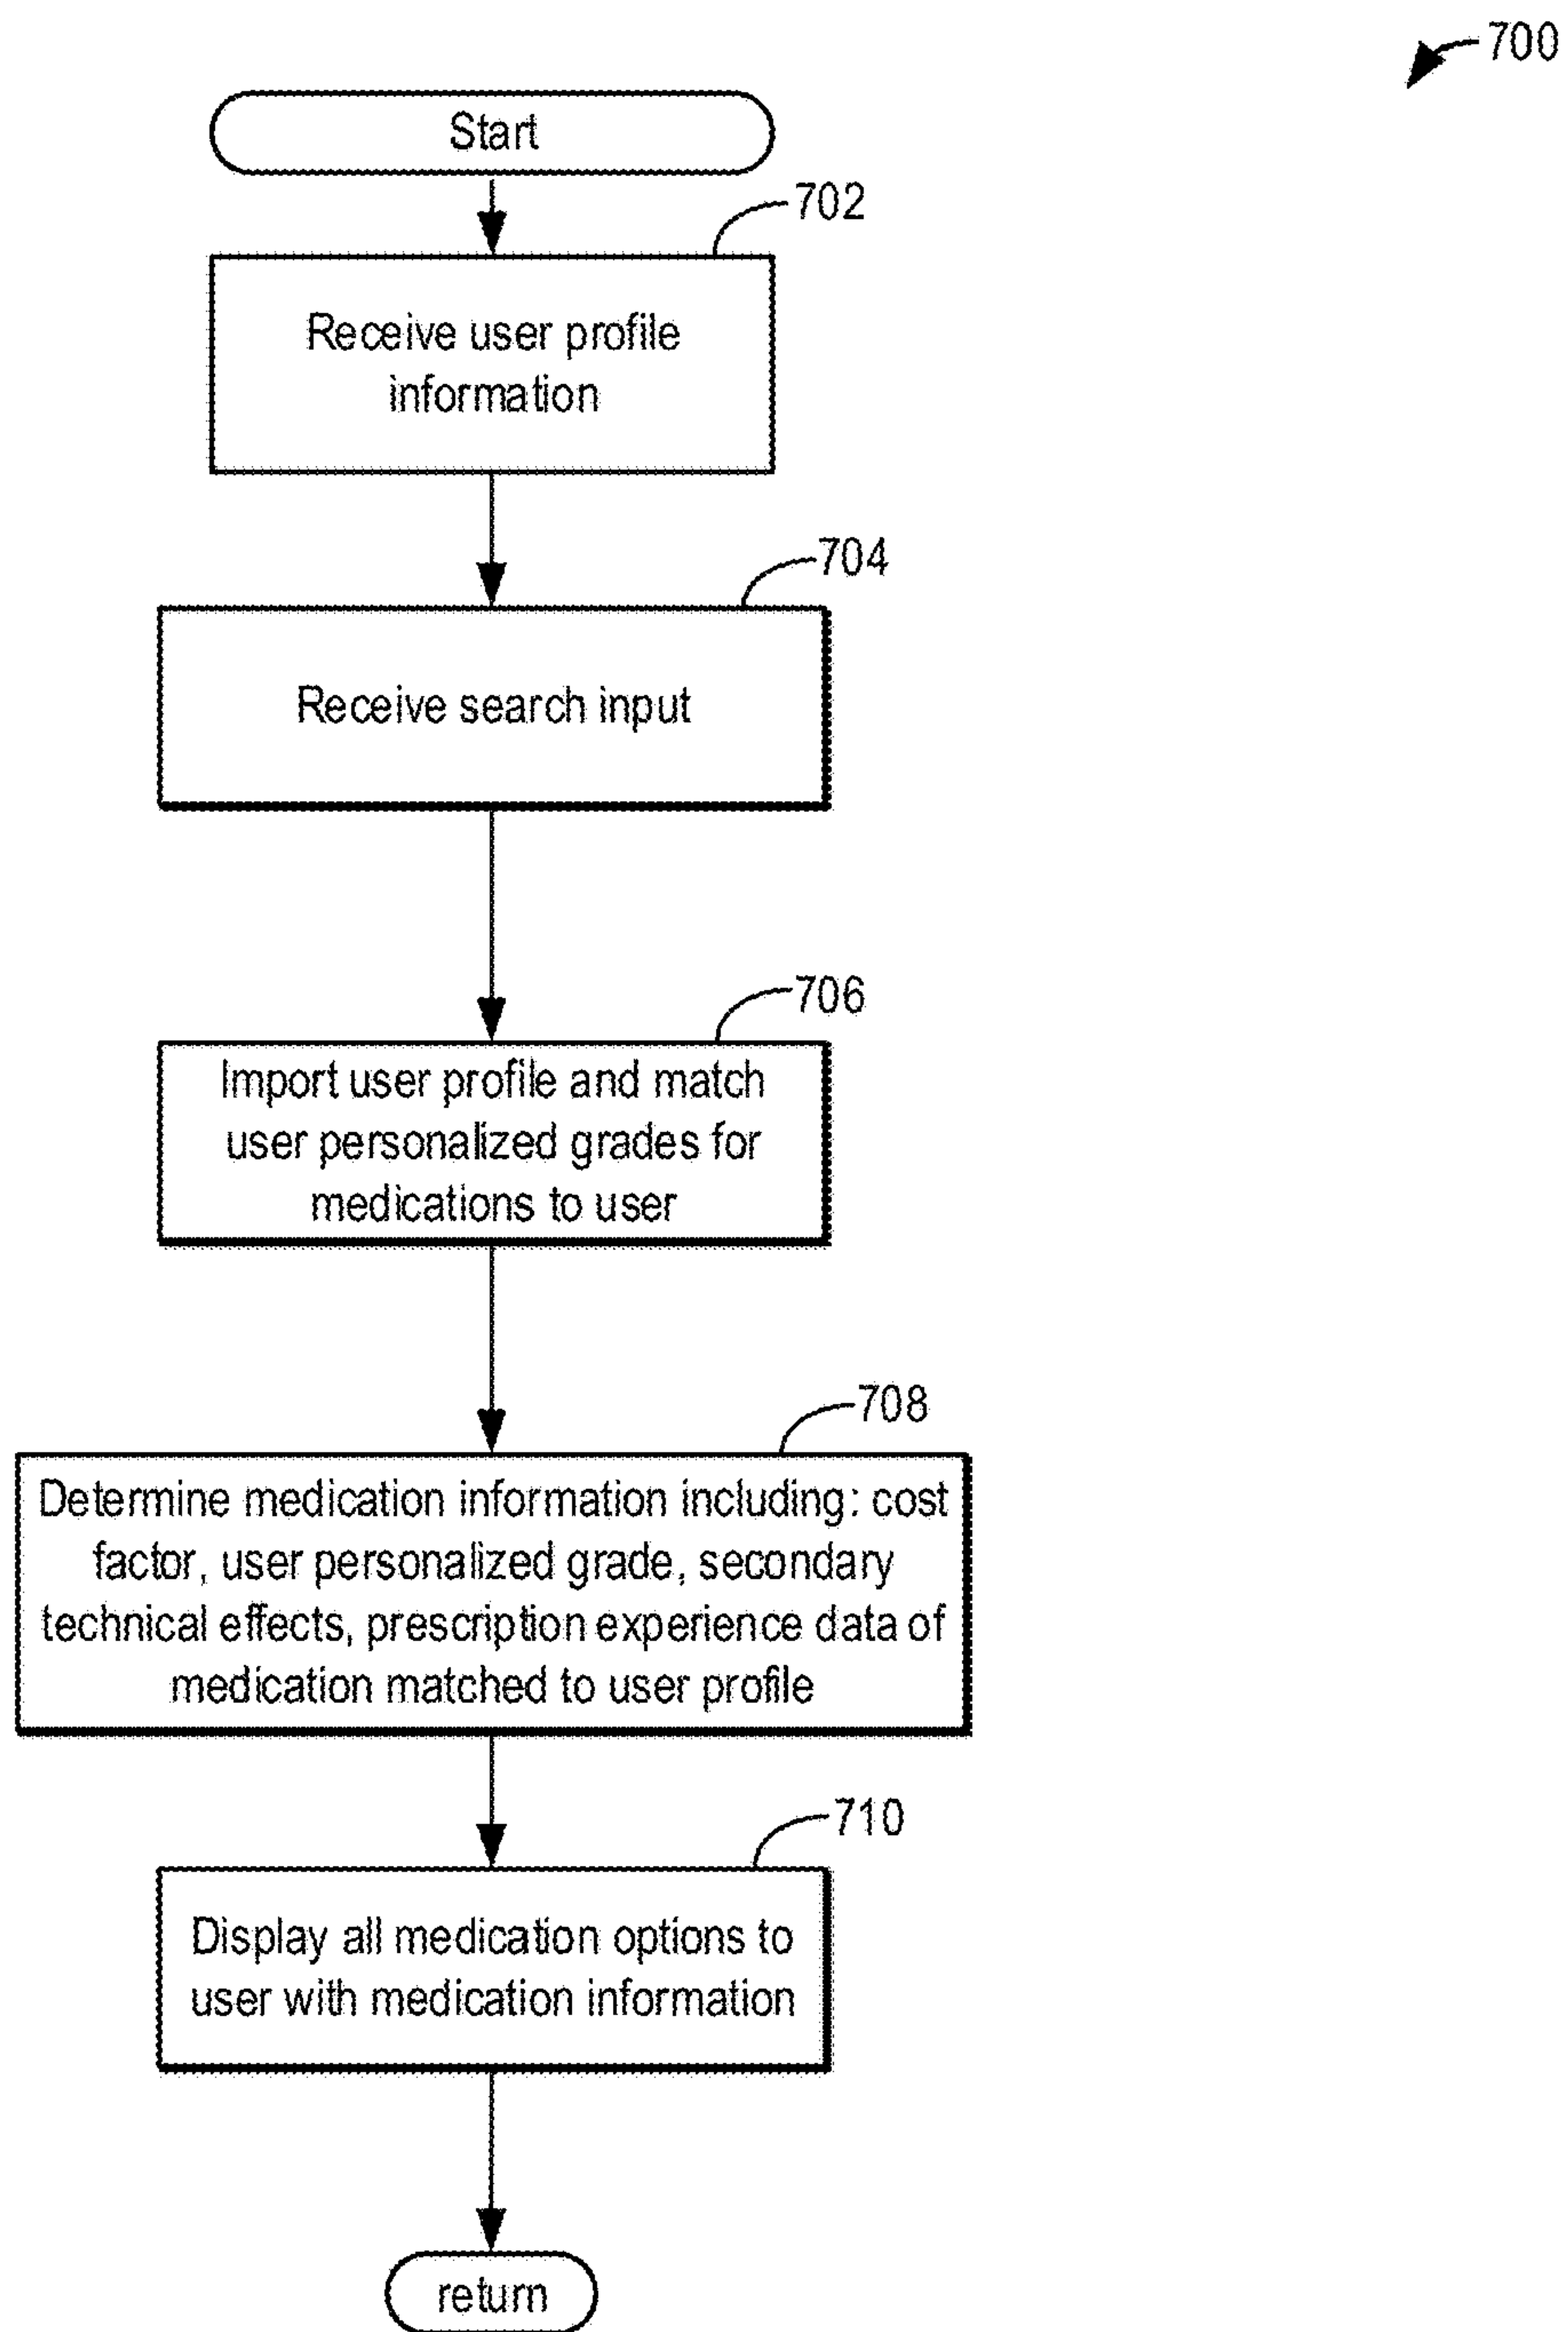 700
Start
702
Receive user profile
information
704
Receive search input
706
Import user profile and match
user personalized grades for
medications to user
708
Determine medication information including: cost
factor, user personalized grade, secondary
technical effects, prescription experience data of
medication matched to user profile
710
Display all medication options to
user with medication information
return